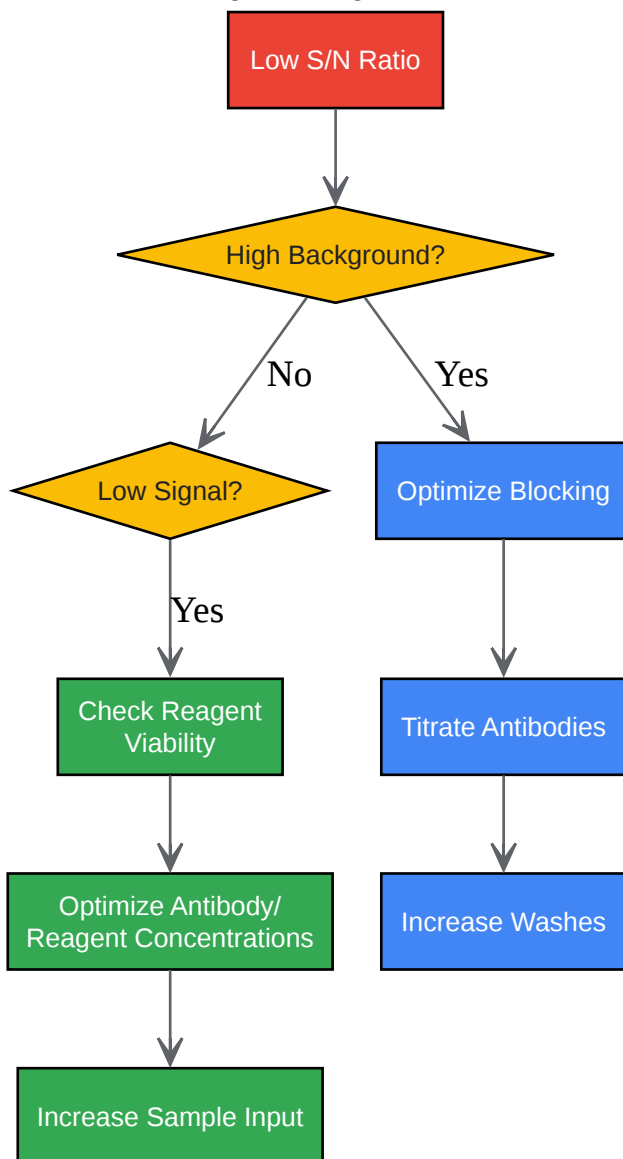 Low S/N Ratio
High Background?
No
Yes
Low Signal?
Optimize Blocking
Yes
Check Reagent
Viability
Titrate Antibodies
Optimize Antibody/
Reagent Concentrations
Increase Washes
Increase Sample Input